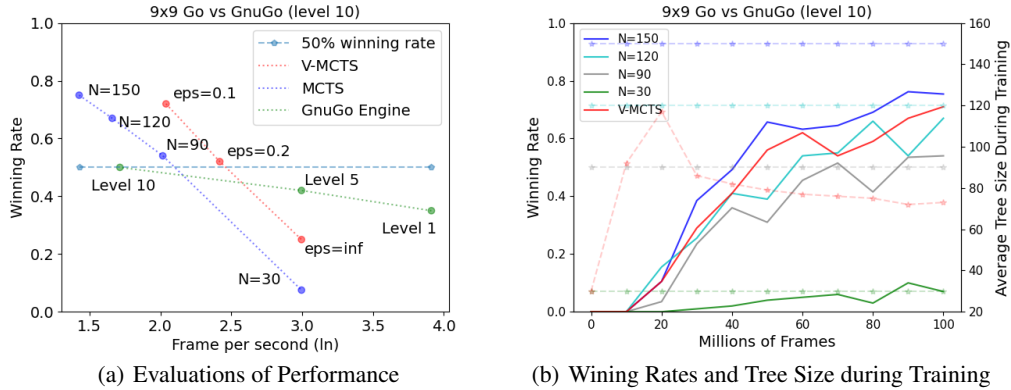 9x9 Go vs GnuGo (level 10)
Winning Rate
1.0
0.8
0.6
0.4
0.2
0.0
50% winning rate
V-MCTS
MCTS
GnuGo Engine
N=150
eps=0.1
N=120
N=90
eps=0.2
Level 10
Level 5
Level 1
eps=inf
N=30
1.5
2.0
2.5
3.0
3.5
4.0
Frame per second (ln)
(a) Evaluations of Performance
9x9 Go vs GnuGo (level 10)
Winning Rate
1.0
0.8
0.6
0.4
0.2
0.0
N=150
N=120
N=90
N=30
V-MCTS
160
140
120
100
80
60
40
20
Average Tree Size During Training
0
20
40
60
80
100
Millions of Frames
(b) Wining Rates and Tree Size during Training